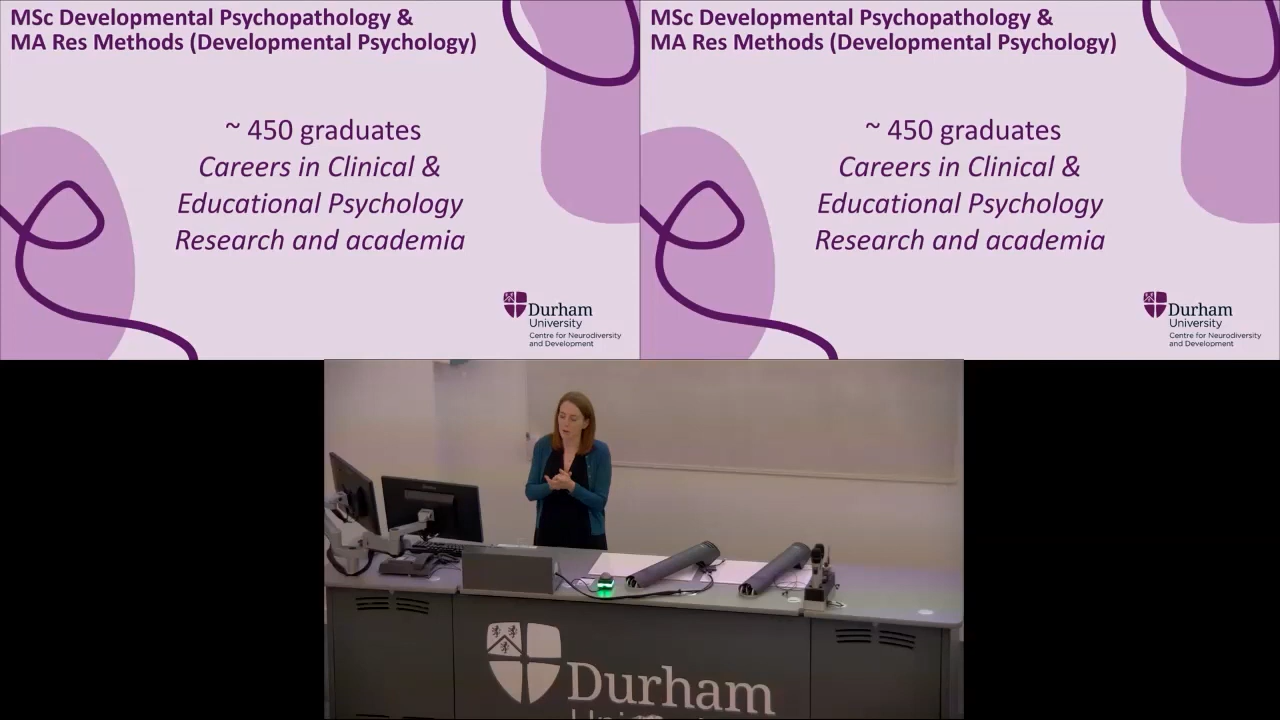 MSc Developmental Psychopathology &
MA Res Methods (Developmental Psychology)
~ 450 graduates
Careers in Clinical &
Educational Psychology
Research and academia
Durham
University
Centre for Neurodiversity
and Development
MSc Developmental Psychopathology &
MA Res Methods (Developmental Psychology)
~ 450 graduates
Careers in Clinical &
Educational Psychology
Research and academia
Durham
University
Centre for Neurodiversity
and Development
Durham